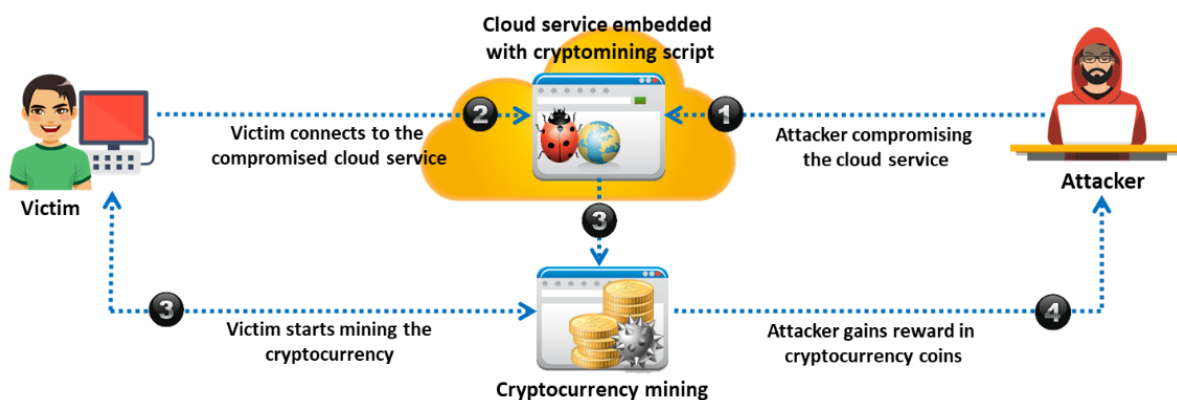 Cloud service embedded
with cryptomining script
2
1
Victim connects to the
compromised cloud service
Attacker compromising
the cloud service
Victim
Attacker
3
3
4
Victim starts mining the
cryptocurrency
Attacker gains reward in
cryptocurrency coins
Cryptocurrency mining